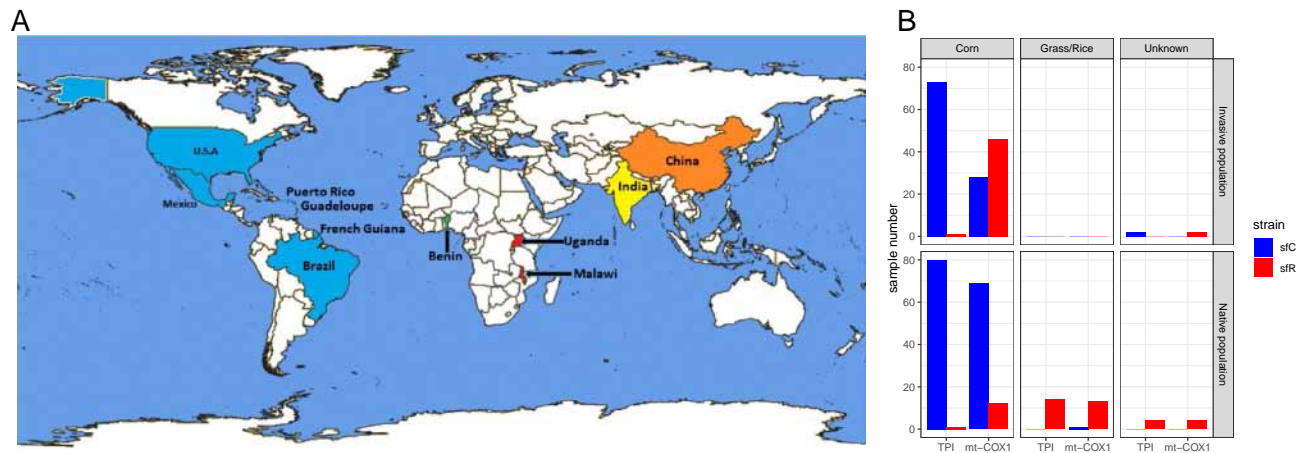 A
U.S.A
Mexico
Puerto Rico
Guadeloupe
French Guiana
Brazil
Benin
Uganda
Malawi
India
China
B
Corn
Grass/Rice
Unknown
80
60
40
20
0
Invasive population
80
60
40
20
0
Native population
sample number
TPI mt−COX1
TPI mt−COX1
TPI mt−COX1
strain
sfC
sfR